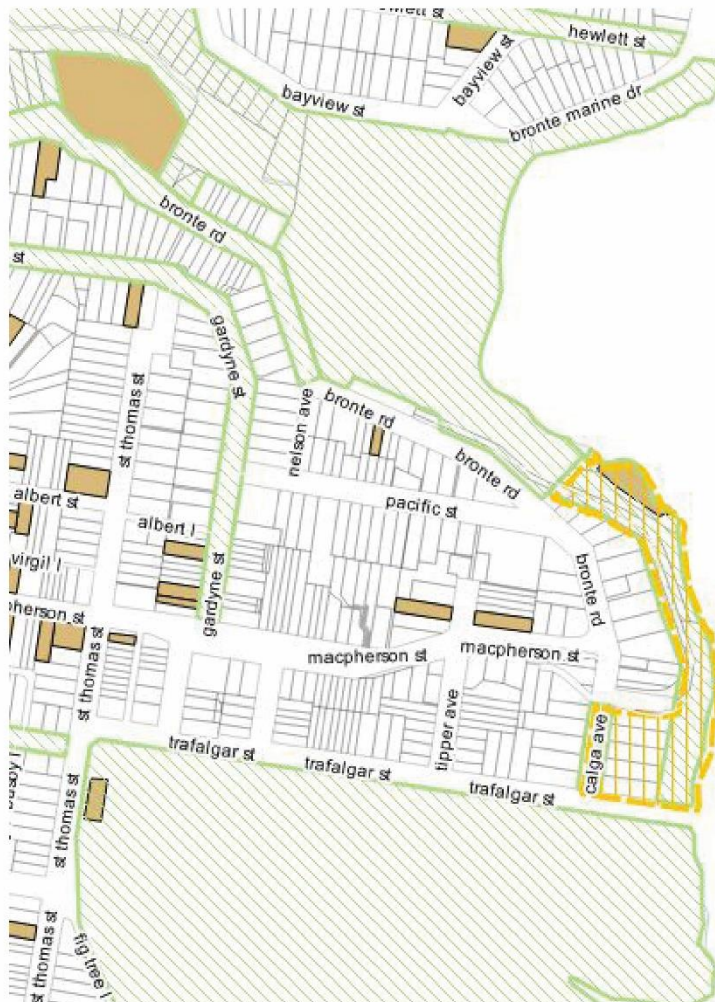 hewlett st
bayview st
bayview st
bronte marine dr
bronte rd
st
gardyne st
st thomas st
nelson ave
bronte rd
bronte rd
albert st
pacific st
albert l
virgil l
bronte rd
gardyne st
pherson st
macpherson st
macpherson st
st thomas st
tipper ave
calga ave
trafalgar st
trafalgar st
trafalgar st
st thomas st
st thomas st
fig tree l